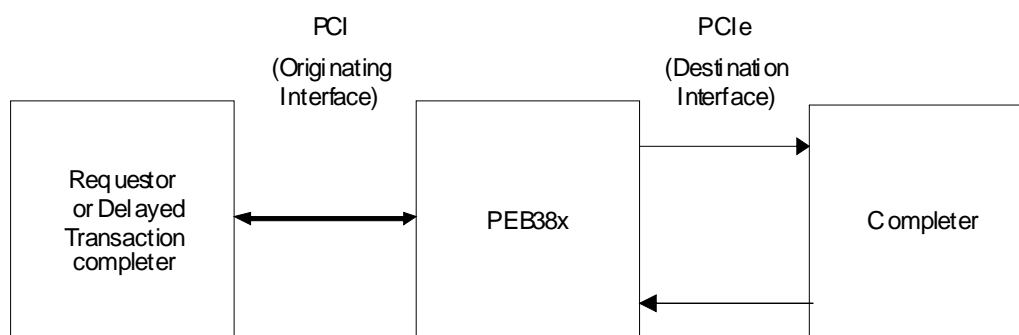 PCI
(Originating
Interface)
PCIe
(Destination
Interface)
Requestor
or Delayed
Transaction
completer
PEB38x
Completer